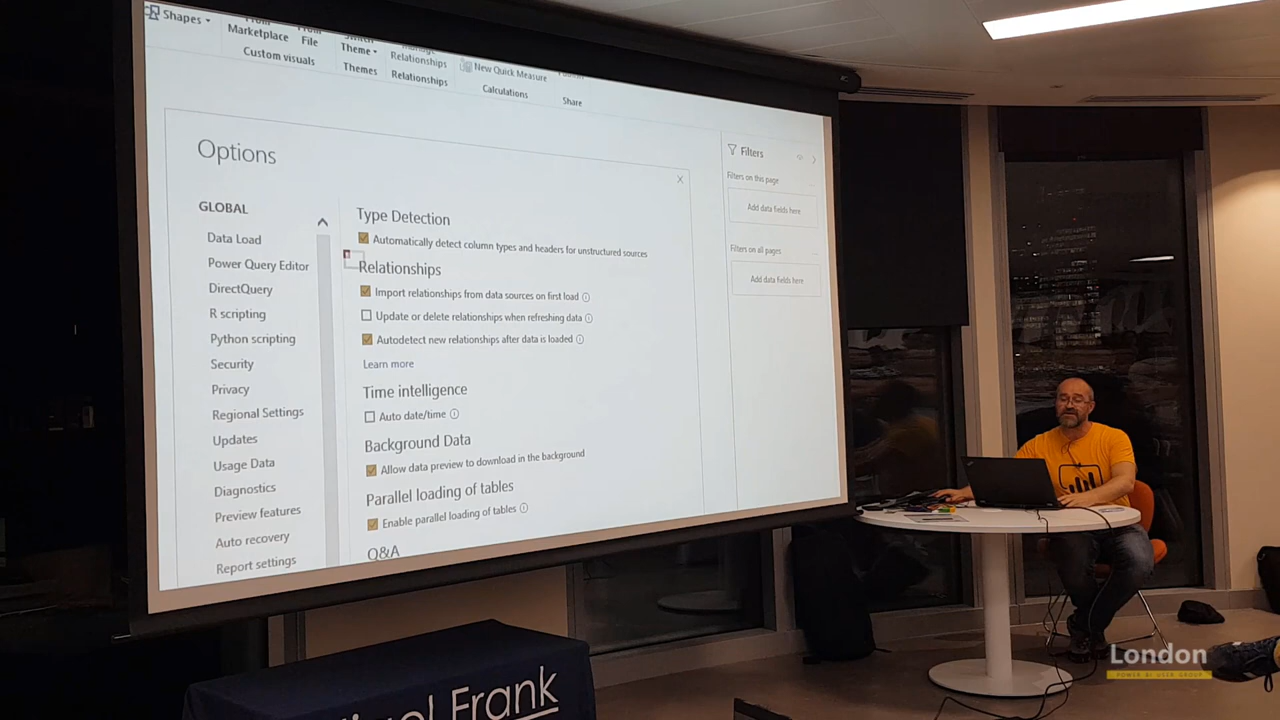 Shapes
Marketplace
File
Custom visuals
Theme
Themes
Relationships
Relationships
New Quick Measure
Calculations
Share
Options
GLOBAL
Data Load
Power Query Editor
DirectQuery
R scripting
Python scripting
Security
Privacy
Regional Settings
Updates
Usage Data
Diagnostics
Preview features
Auto recovery
Report settings
Type Detection
Automatically detect column types and headers for unstructured sources
Relationships
Import relationships from data sources on first load
Update or delete relationships when refreshing data
Autodetect new relationships after data is loaded
Learn more
Time intelligence
Auto date/time
Background Data
Allow data preview to download in the background
Parallel loading of tables
Enable parallel loading of tables
Q&A
Filters
Filters on this page
Add data fields here
Filters on all pages
Add data fields here
Frank
London
POWER BI USER GROUP